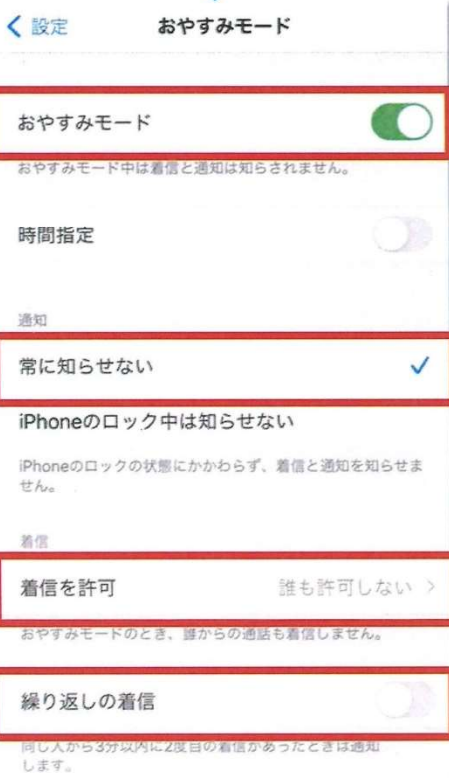 設定
おやすみモード
おやすみモード
おやすみモード中は着信と通知は知らされません。
時間指定
通知
常に知らせない
iPhoneのロック中は知らせない
iPhoneのロックの状態にかかわらず、着信と通知を知らせま
せん。
着信
着信を許可 誰も許可しない
おやすみモードのとき、誰からの通話も着信しません。
繰り返しの着信
同じ人から3分以内に2度目の着信があったときは通知
します。